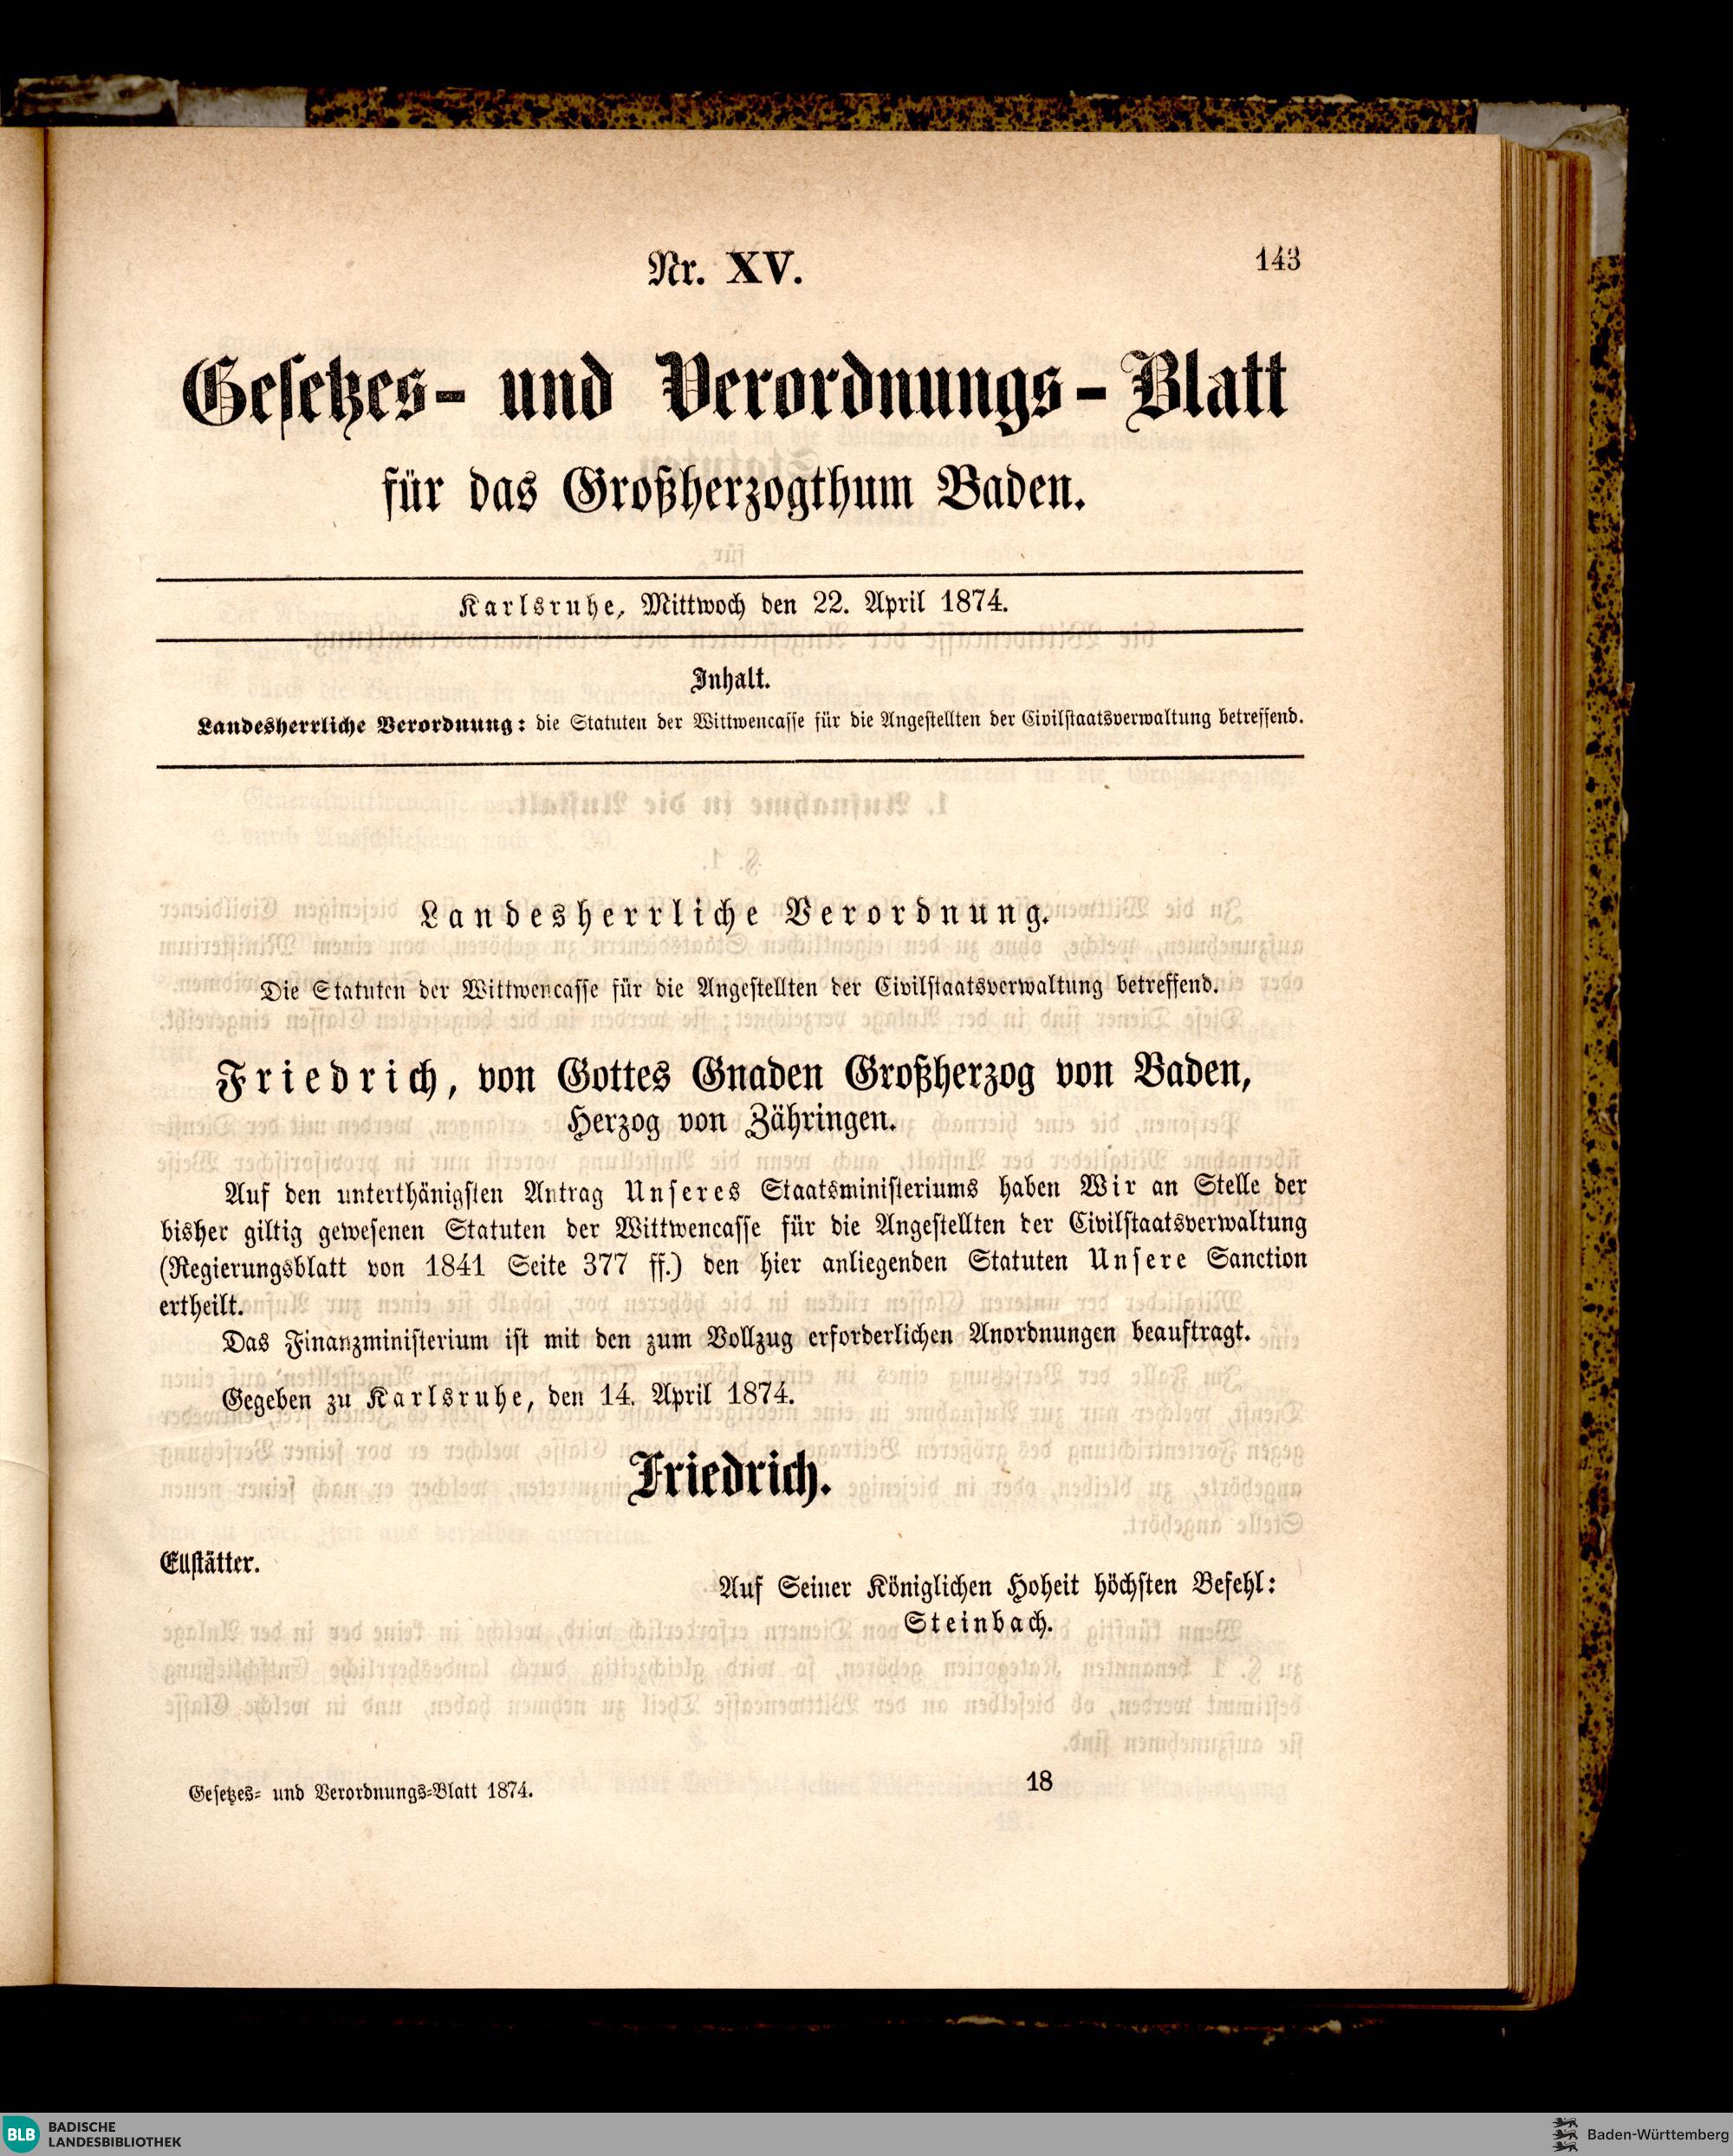 Nr. XV.
143
Gesetzes- und Verordnungs-Blatt
für das Großherzogthum Baden.
Karlsruhe, Mittwoch den 22. April 1874.
Inhalt.
Landesherrliche Verordnung: die Statuten der Wittwencasse für die Angestellten der Civilstaatsverwaltung betreffend.
Landesherrliche Verordnung.
Die Statuten der Wittwencasse für die Angestellten der Civilstaatsverwaltung betreffend.
Friedrich, von Gottes Gnaden Großherzog von Baden,
Herzog von Zähringen.
Auf den unterthänigsten Antrag Unseres Staatsministeriums haben Wir an Stelle der
bisher giltig gewesenen Statuten der Wittwencasse für die Angestellten der Civilstaatsverwaltung
(Regierungsblatt von 1841 Seite 377 ff.) den hier anliegenden Statuten Unsere Sanction
ertheilt.
Das Finanzministerium ist mit den zum Vollzug erforderlichen Anordnungen beauftragt.
Gegeben zu Karlsruhe, den 14. April 1874.
Friedrich.
Ellstätter.
Auf Seiner Königlichen Hoheit höchsten Befehl:
Steinbach.
Gesetzes- und Verordnungs-Blatt 1874.
18
BLB BADISCHE
LANDESBIBLIOTHEK
Baden-Württemberg